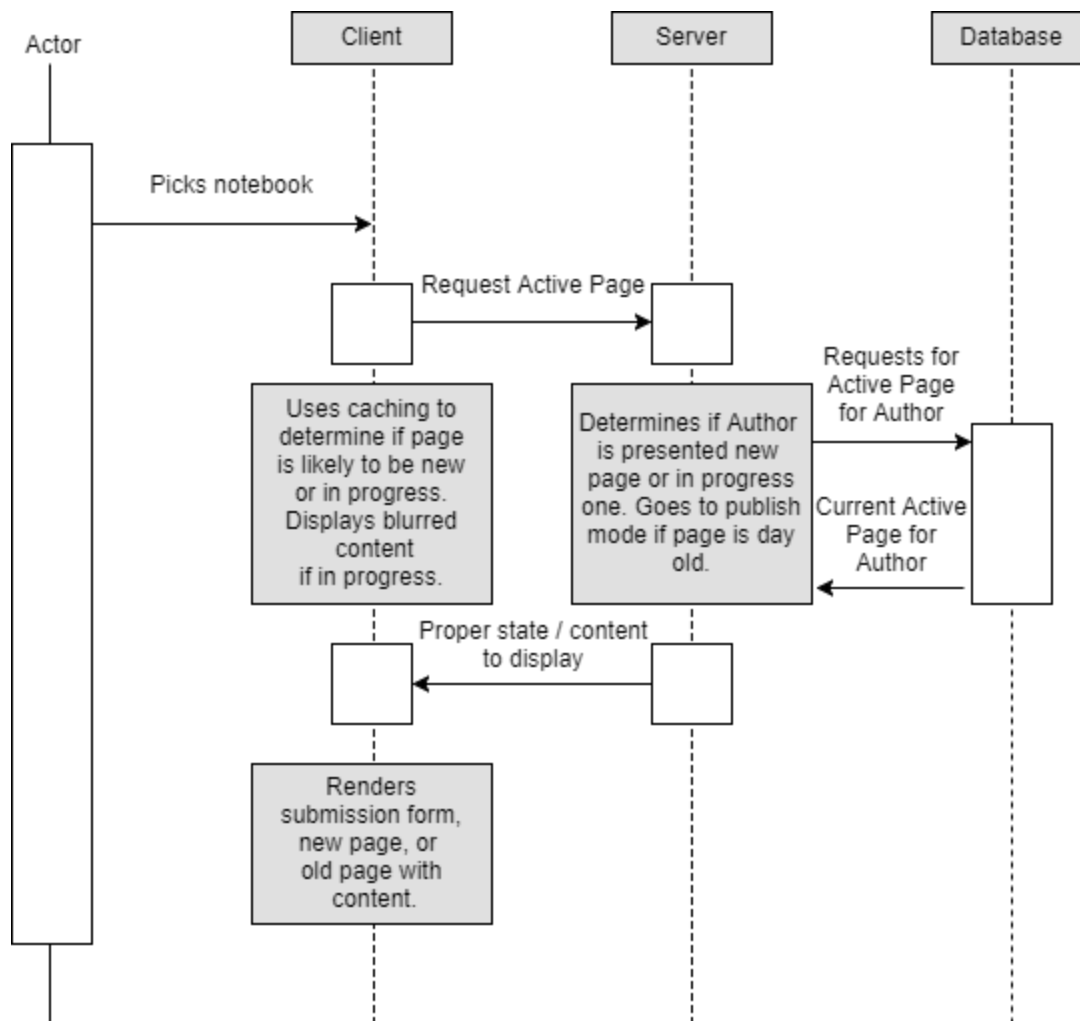 Actor
Client
Server
Database
Picks notebook
Request Active Page
Requests for
Active Page
for Author
Uses caching to
determine if page
is likely to be new
or in progress.
Displays blurred
content
if in progress.
Determines if Author
is presented new
page or in progress
one. Goes to publish
mode if page is day
old.
Current Active
Page for
Author
Proper state / content
to display
Renders
submission form,
new page, or
old page with
content.